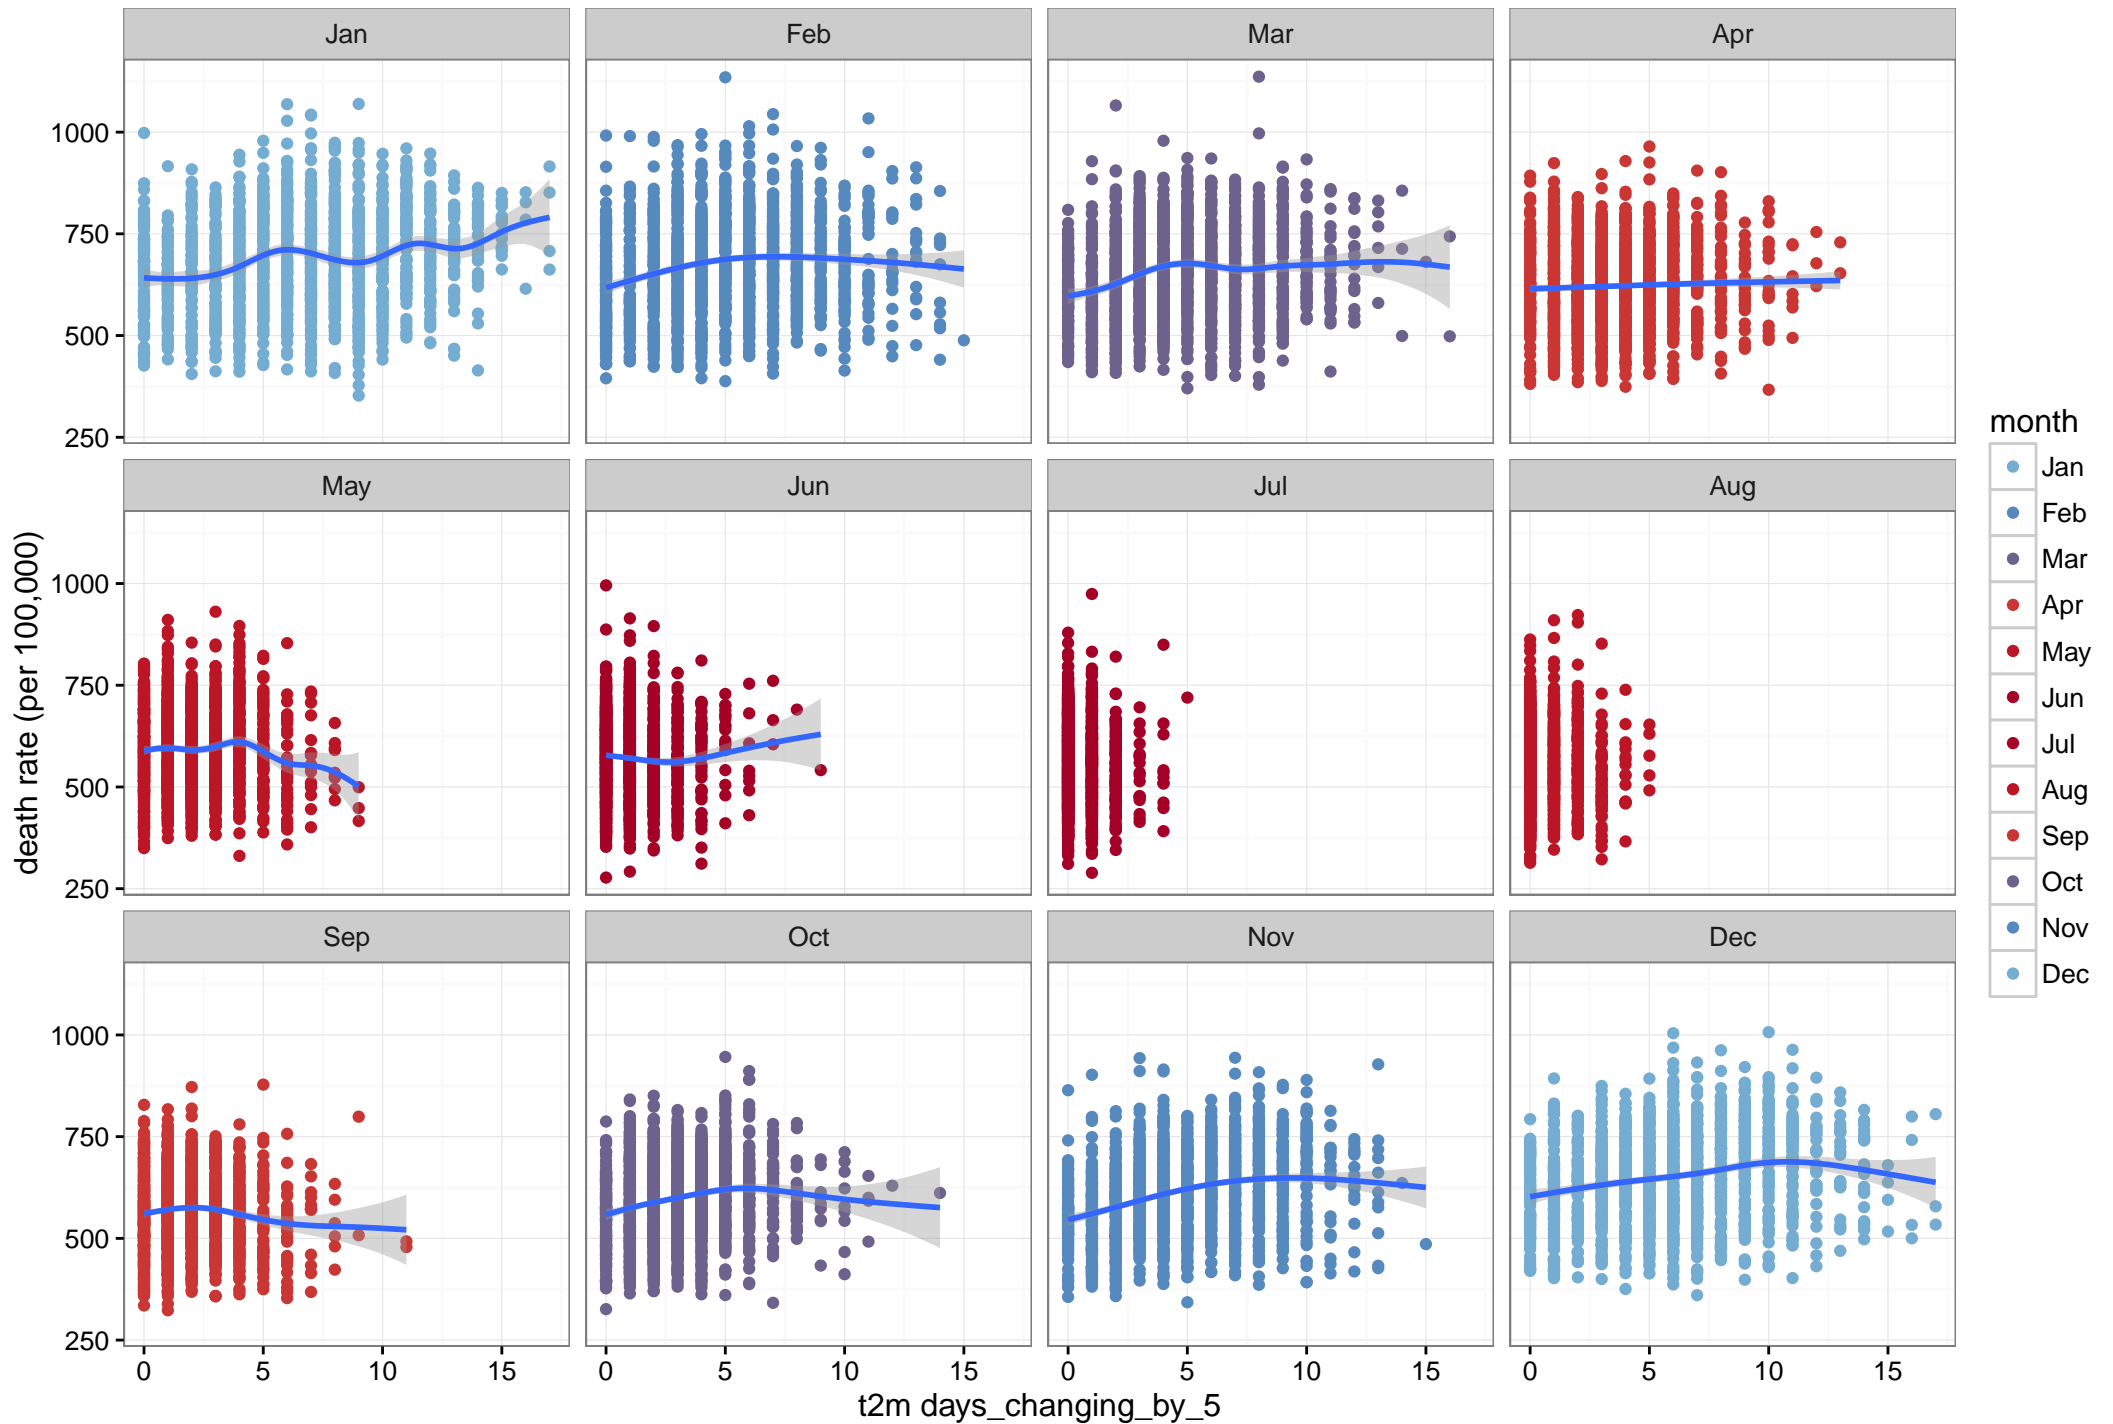 Jan Feb Mar Apr
1000
750
500
250
May Jun Jul Aug
1000
750
500
250
Sep Oct Nov Dec
1000
750
500
250
0 5 10 15 0 5 10 15 0 5 10 15 0 5 10 15
t2m days_changing_by_5
death rate (per 100,000)
month
Jan
Feb
Mar
Apr
May
Jun
Jul
Aug
Sep
Oct
Nov
Dec